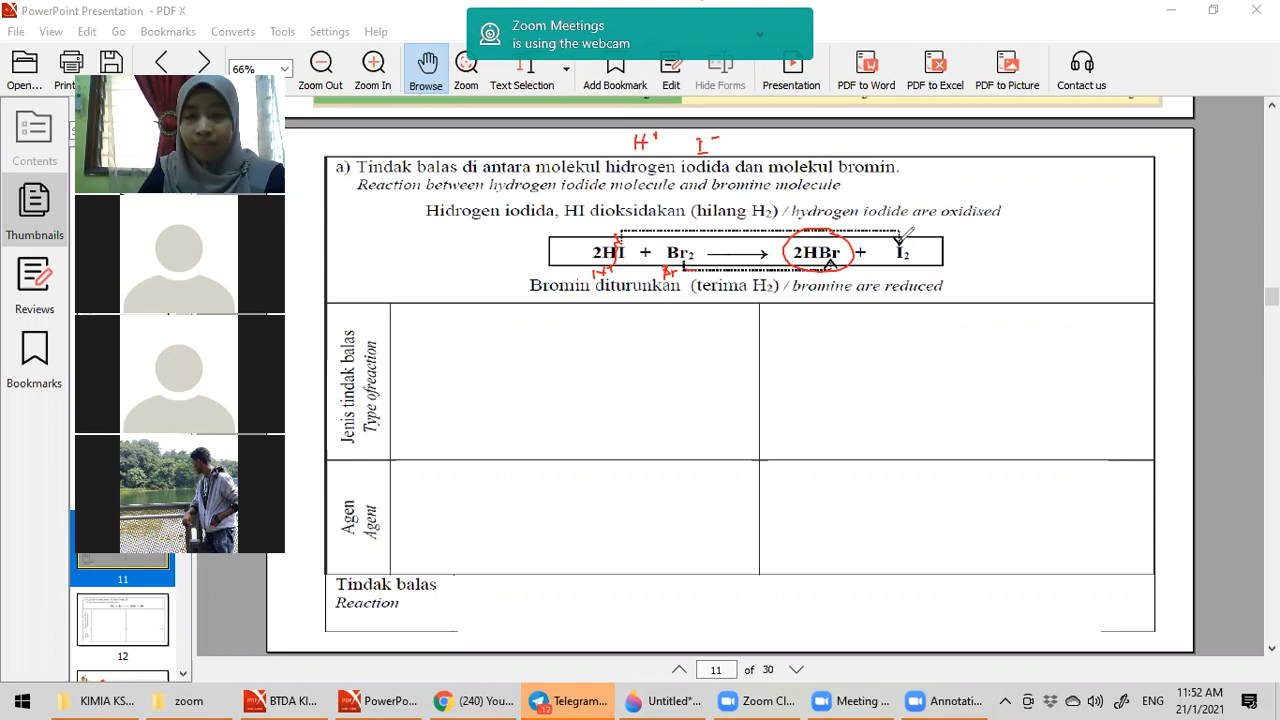 PowerPoint Presentation - PDF X
Zoom Meetings
is using the webcam
File View Edit Go Bookmarks Converts Tools Settings Help
Open... Print 66% Zoom Out Zoom In Browse Zoom Text Selection Add Bookmark Edit Hide Forms Presentation PDF to Word PDF to Excel PDF to Picture Contact us
Contents
Thumbnails
Reviews
Bookmarks
11
12
H+ I-
a) Tindak balas di antara molekul hidrogen iodida dan molekul bromin.
Reaction between hydrogen iodide molecule and bromine molecule
Hidrogen iodida, HI dioksidakan (hilang H₂) / hydrogen iodide are oxidised
2HI + Br₂ → 2HBr + I₂
Br
Bromin diturunkan (terima H₂) / bromine are reduced
Jenis tindak balas
Type ofreaction
Agen
Agent
Tindak balas
Reaction
11 of 30
KIMIA KS... zoom BTDA KI... PowerPo... (240) You... Telegram... 12 Untitled*... Zoom Cl... Meeting ... Annotati... ENG 11:52 AM
21/1/2021